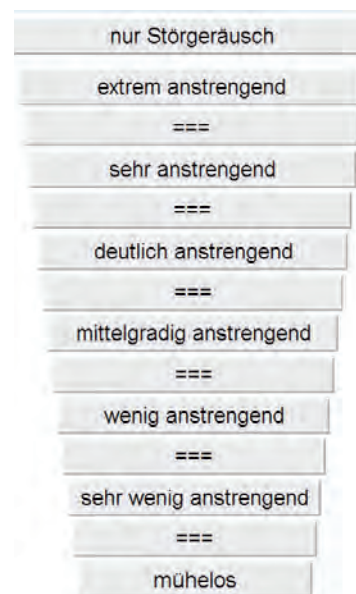 nur Störgeräusch
extrem anstrengend
===
sehr anstrengend
===
deutlich anstrengend
===
mittelgradig anstrengend
===
wenig anstrengend
===
sehr wenig anstrengend
===
mühelos